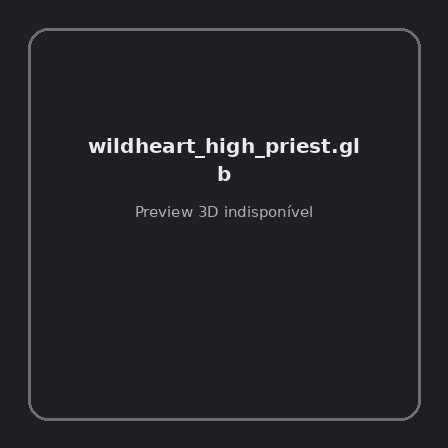 wildheart_high_priest.gl
b
Preview 3D indisponível